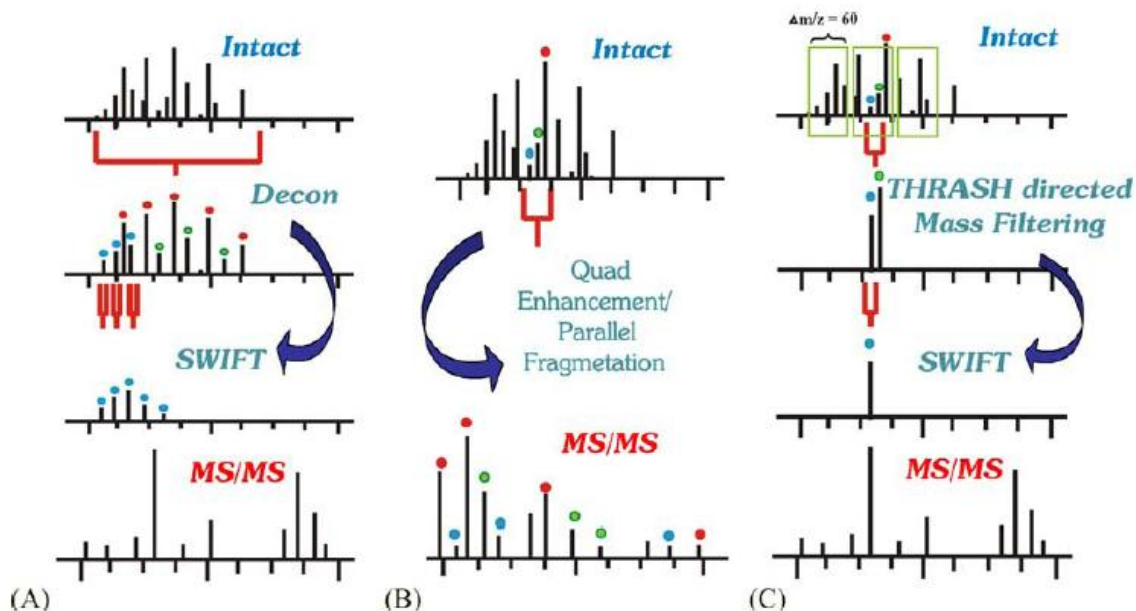 Intact
Decon
SWIFT
MS/MS
(A)
Intact
Quad
Enhancement/
Parallel
Fragmetation
MS/MS
(B)
Δm/z = 60
Intact
THRASH directed
Mass Filtering
SWIFT
MS/MS
(C)